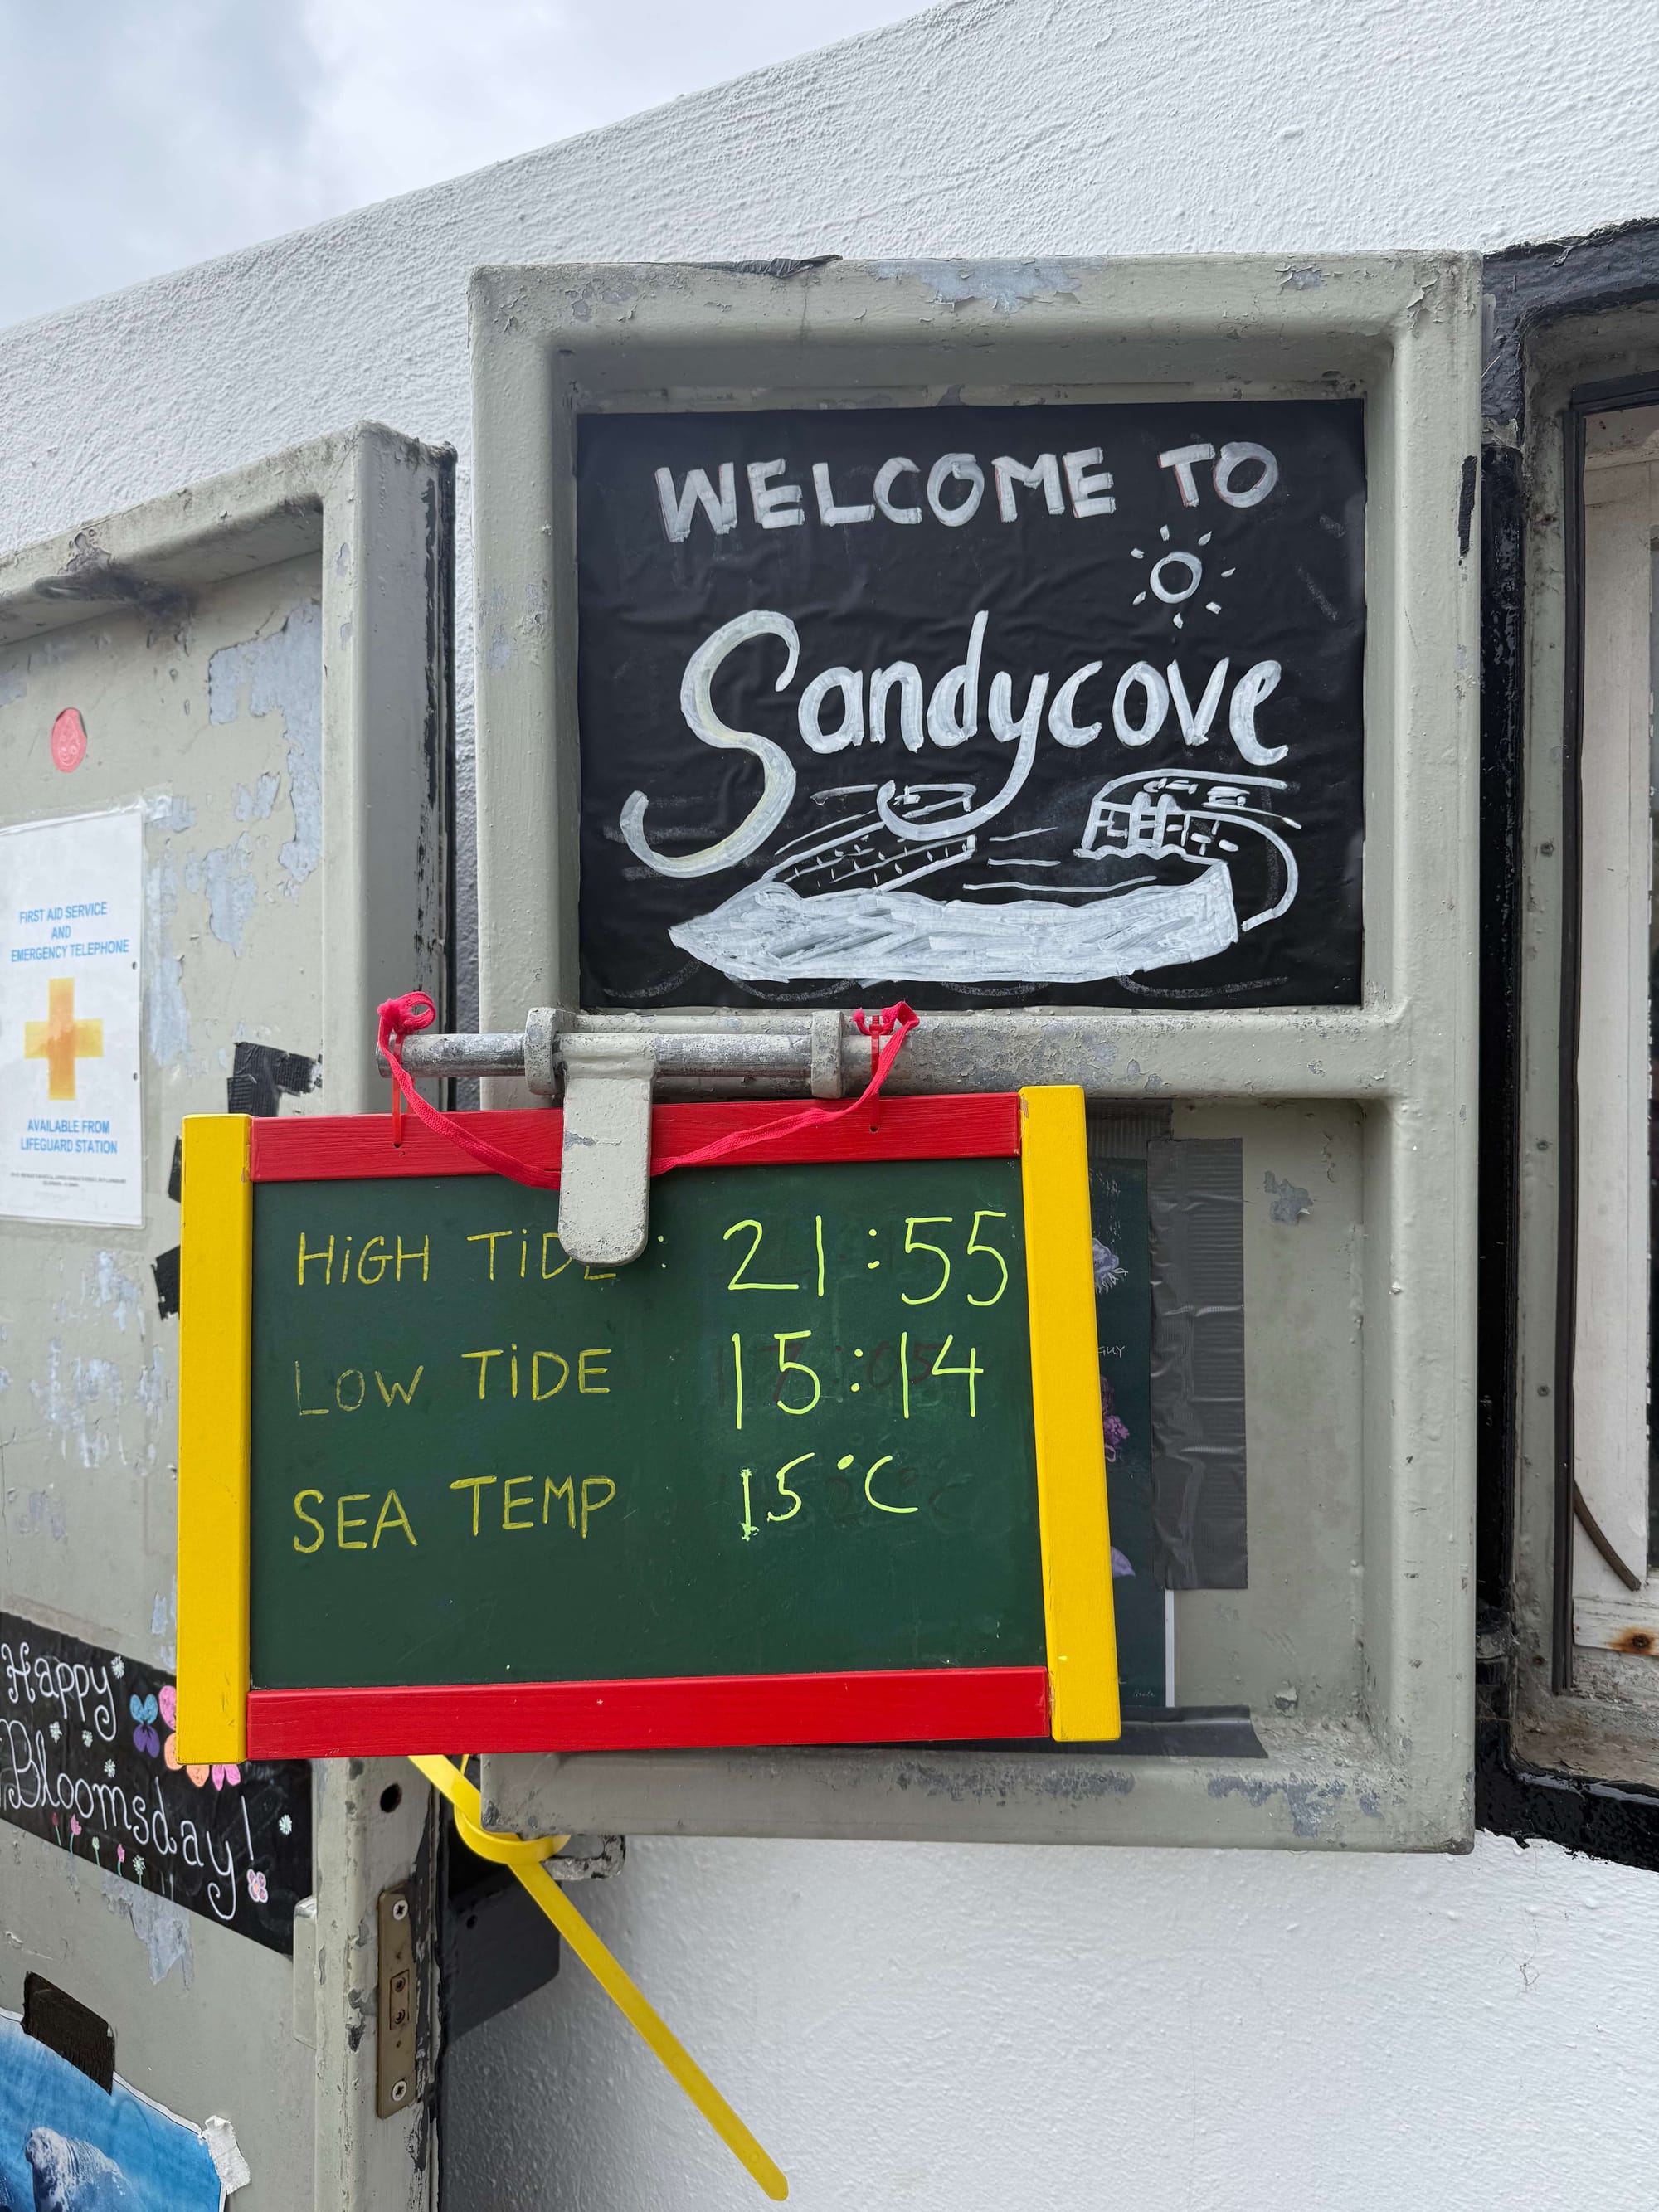 WELCOME TO
Sandycove
FIRST AID SERVICE
AND
EMERGENCY TELEPHONE
AVAILABLE FROM
LIFEGUARD STATION
HiGH TiDE : 21:55
LOW TiDE 15:14
SEA TEMP 15°C
GUY
Happy
Bloomsday!